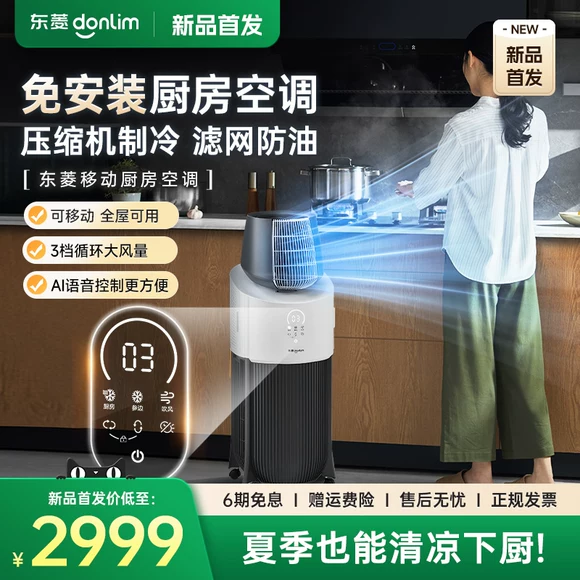 东菱 donlim 新品首发
NEW
新品
首发
免安装厨房空调
压缩机制冷 滤网防油
[ 东菱移动厨房空调 ]
可移动 全屋可用
3档循环大风量
AI语音控制更方便
03
厨房 身边 吹风
新品首发价低至:
¥2999
6期免息 | 赠运费险 | 售后无忧 | 正规发票
夏季也能清凉下厨!